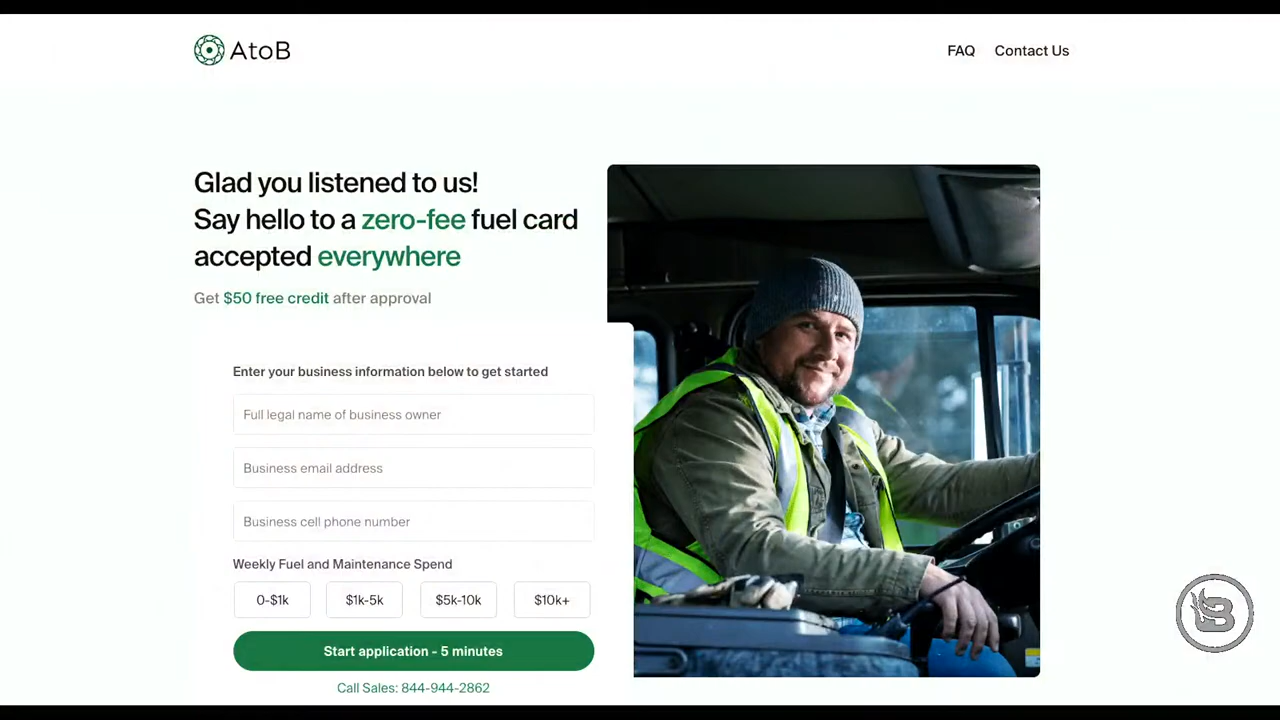 AtoB
FAQ
Contact Us
Glad you listened to us!
Say hello to a zero-fee fuel card
accepted everywhere
Get $50 free credit after approval
Enter your business information below to get started
Full legal name of business owner
Business email address
Business cell phone number
Weekly Fuel and Maintenance Spend
0-$1k
$1k-5k
$5k-10k
$10k+
Start application - 5 minutes
Call Sales: 844-944-2862
B